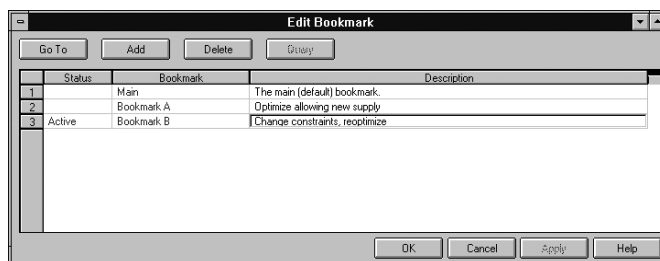 Edit Bookmark
Go To Add Delete Query
Status Bookmark Description
1 Main The main (default) bookmark.
2 Bookmark A Optimize allowing new supply
3 Active Bookmark B Change constraints, reoptimize
OK Cancel Apply Help